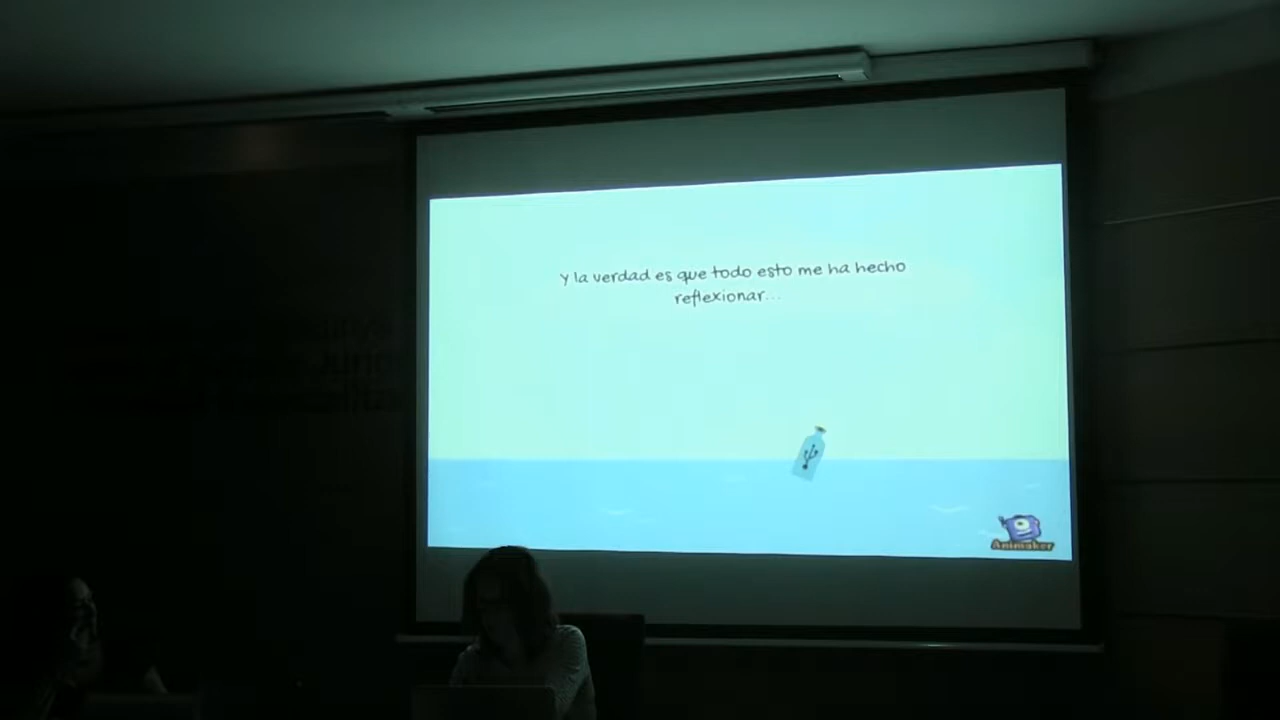 y la verdad es que todo esto me ha hecho
reflexionar...
Animaker